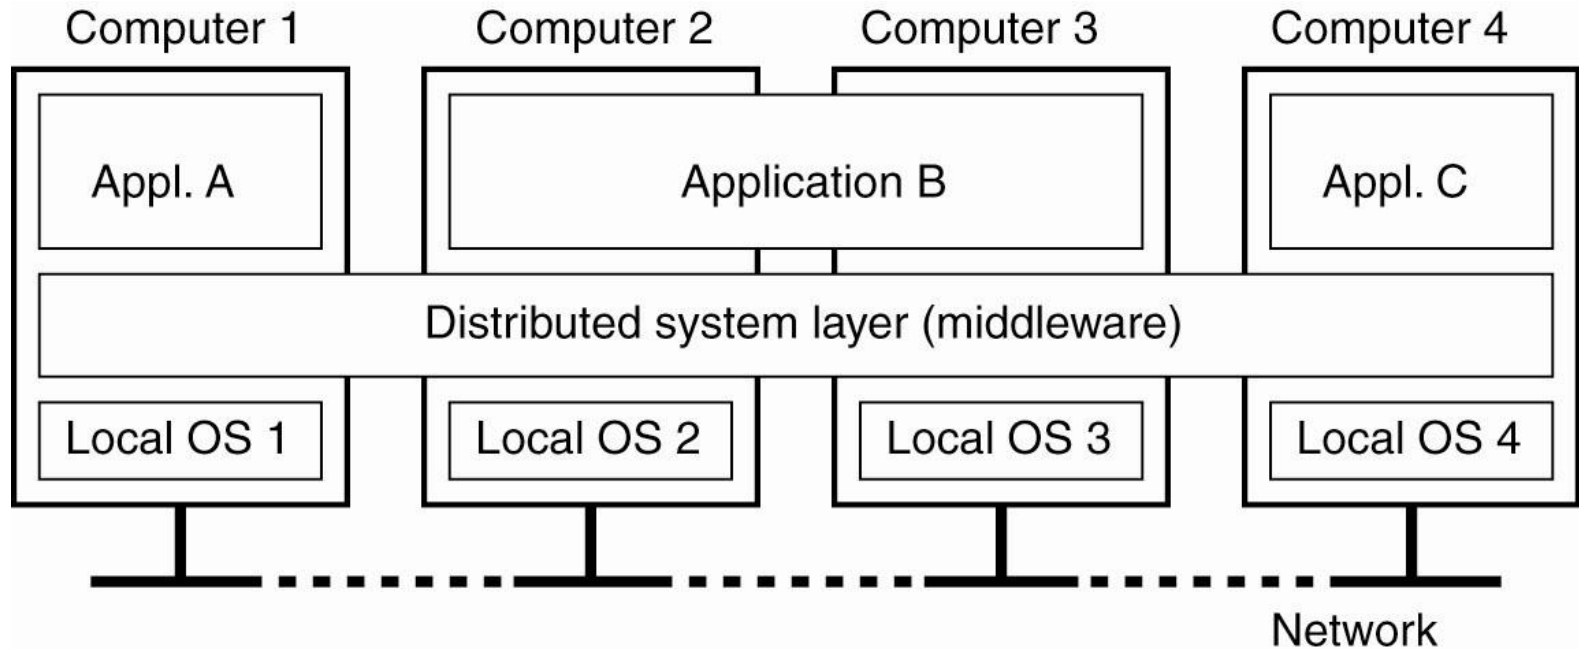 Computer 1
Computer 2
Computer 3
Computer 4
Appl. A
Application B
Appl. C
Distributed system layer (middleware)
Local OS 1
Local OS 2
Local OS 3
Local OS 4
Network